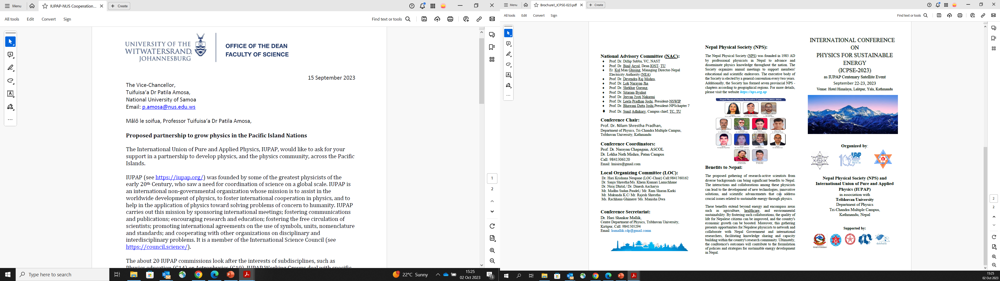 Menu
IUPAP-NUS Cooperation....
Create
All tools
Edit
Convert
Sign
Find text or tools
UNIVERSITY OF THE
WITWATERSRAND,
JOHANNESBURG
OFFICE OF THE DEAN
FACULTY OF SCIENCE
15 September 2023
The Vice-Chancellor,
Tuifuisa‘a Dr Patila Amosa,
National University of Samoa
Email: p.amosa@nus.edu.ws
Mālō le soifua, Professor Tuifuisa‘a Dr Patila Amosa,
Proposed partnership to grow physics in the Pacific Island Nations
The International Union of Pure and Applied Physics, IUPAP, would like to ask for your
support in a partnership to develop physics, and the physics community, across the Pacific
Islands.
IUPAP (see https://iupap.org/) was founded by some of the greatest physicists of the
early 20th Century, who saw a need for coordination of science on a global scale. IUPAP is
an international non-governmental organization whose mission is to assist in the
worldwide development of physics, to foster international cooperation in physics, and to
help in the application of physics toward solving problems of concern to humanity. IUPAP
carries out this mission by sponsoring international meetings; fostering communications
and publications; encouraging research and education; fostering the free circulation of
scientists; promoting international agreements on the use of symbols, units, nomenclature
and standards; and cooperating with other organizations on disciplinary and
interdisciplinary problems. It is a member of the International Science Council (see
https://council.science/).
The about 20 IUPAP commissions look after the interests of subdisciplines, such as
Physics education (C14) or Astrophysics (C19). IUPAP Working Groups deal with specific
1
2
Type here to search
22°C Sunny
15:25
02 Oct 2023
13
Menu
Brochure1_ICPSE-023.pdf
Create
All tools
Edit
Convert
Sign
Find text or tools
National Advisory Committee (NAC):
♦ Prof. Dr. Dillip Subba, VC, NAST
♦ Prof. Dr. Binil Aryal, Dean IOST- TU
♦ Er. Kul Man Ghising, Managing Director-Nepal
Electricity Authority (NEA)
♦ Prof. Dr. Devendra Raj Mishra,
♦ Prof. Dr. Lok Narayan Jha
♦ Prof. Dr. Shekhar Gurung,
♦ Prof. Dr. Sitaram Byahut
♦ Prof. Dr. Jeevan Jyoti Nakarmi
♦ Prof. Dr. Leela Pradhan Joshi, President-NSWIP
♦ Prof. Dr. Bhawani Datta Joshi,President-NPSchapter 7
♦ Prof. Dr. Sunil Adhikary, Campus chief, TC, TU
Conference Chair:
Prof. Dr. Nilam Shrestha Pradhan,
Department of Physics, Tri-Chandra Multiple Campus,
Tribhuvan University, Kathmandu
Conference Coordinators:
Prof. Dr. Narayan Chapagain, ASCOL
Dr. Lekha Nath Mishra, Patan Campus
Call: 9841306120
Email: lmisira@gmail.com
Local Organizing Committee (LOC):
Dr. Hari Krishana Neupane (LOC-Chair) Call:9841760162
Dr. Sanju Shrestha/Ms. Khem Kumari Lamichhane
Dr. Niraj Dhital,/ Dr. Dinesh Aacharya
Mr. Madhu Sudan Paudel,/ Mr. Ram Sharan Karki
Mr. Mukunda K.C/ Mr. Rajesh Shrestha
Ms. Rachhana Ghimere/ Ms. Manisha Dwa
Conference Secretariat:
Dr. Hari Shankar Mallik,
Centre Department of Physics, Tribhuvan University,
Kirtipur, Call: 9841505294
Email: hsmallik.cdp@gmail.comn
Nepal Physical Society (NPS):
The Nepal Physical Society (NPS) was founded in 1983 AD
by professional physicists in Nepal to advance and
disseminate physics knowledge throughout the nation. The
Society organizes annual meetings to support members'
educational and scientific endeavors. The executive body of
the Society is elected by a general convention every two years.
Additionally, the Society has formed seven provincial NPS -
chapters according to geographical regions. For more details,
please visit the website https://nps.org.np
Nepal Physical Society, Executive Committee (2022-2024)
Benefits to Nepal:
The proposed gathering of research-active scientists from
diverse backgrounds can bring significant benefits to Nepal.
The interactions and collaborations among these physicists
can lead to the development of new technologies, innovative
solutions, and scientific advancements that can address
crucial issues related to sustainable energy through physics.
These benefits extend beyond energy and encompass areas
such as agriculture, healthcare, and environmental
sustainability. By fostering such collaborations, the quality of
life for Nepalese citizens can be improved, and the country's
economic growth can be boosted. Moreover, this gathering
presents opportunities for Nepalese physicists to network and
collaborate with Nepal Government and international
researchers, facilitating knowledge sharing and capacity
building within the country's research community. Ultimately,
the conference's outcomes will contribute to the formulation
of policies and strategies for sustainable energy development
in Nepal.
INTERNATIONAL CONFERENCE
ON
PHYSICS FOR SUSTAINABLE
ENERGY
(ICPSE-2023)
as IUPAP Centenary Satellite Event
September 22-23, 2023
Venue: Hotel Himalaya, Lalitpur, Yala, Kathmandu
Organized by:
IUPAP
Nepal Physical Society (NPS) and
International Union of Pure and Applied
Physics (IUPAP)
in association with
Tribhuvan University
Department of Physics
Tri-Chandra Multiple Campus,
Kathmandu, Nepal
Supported by:
2
2
15:25
02 Oct 2023